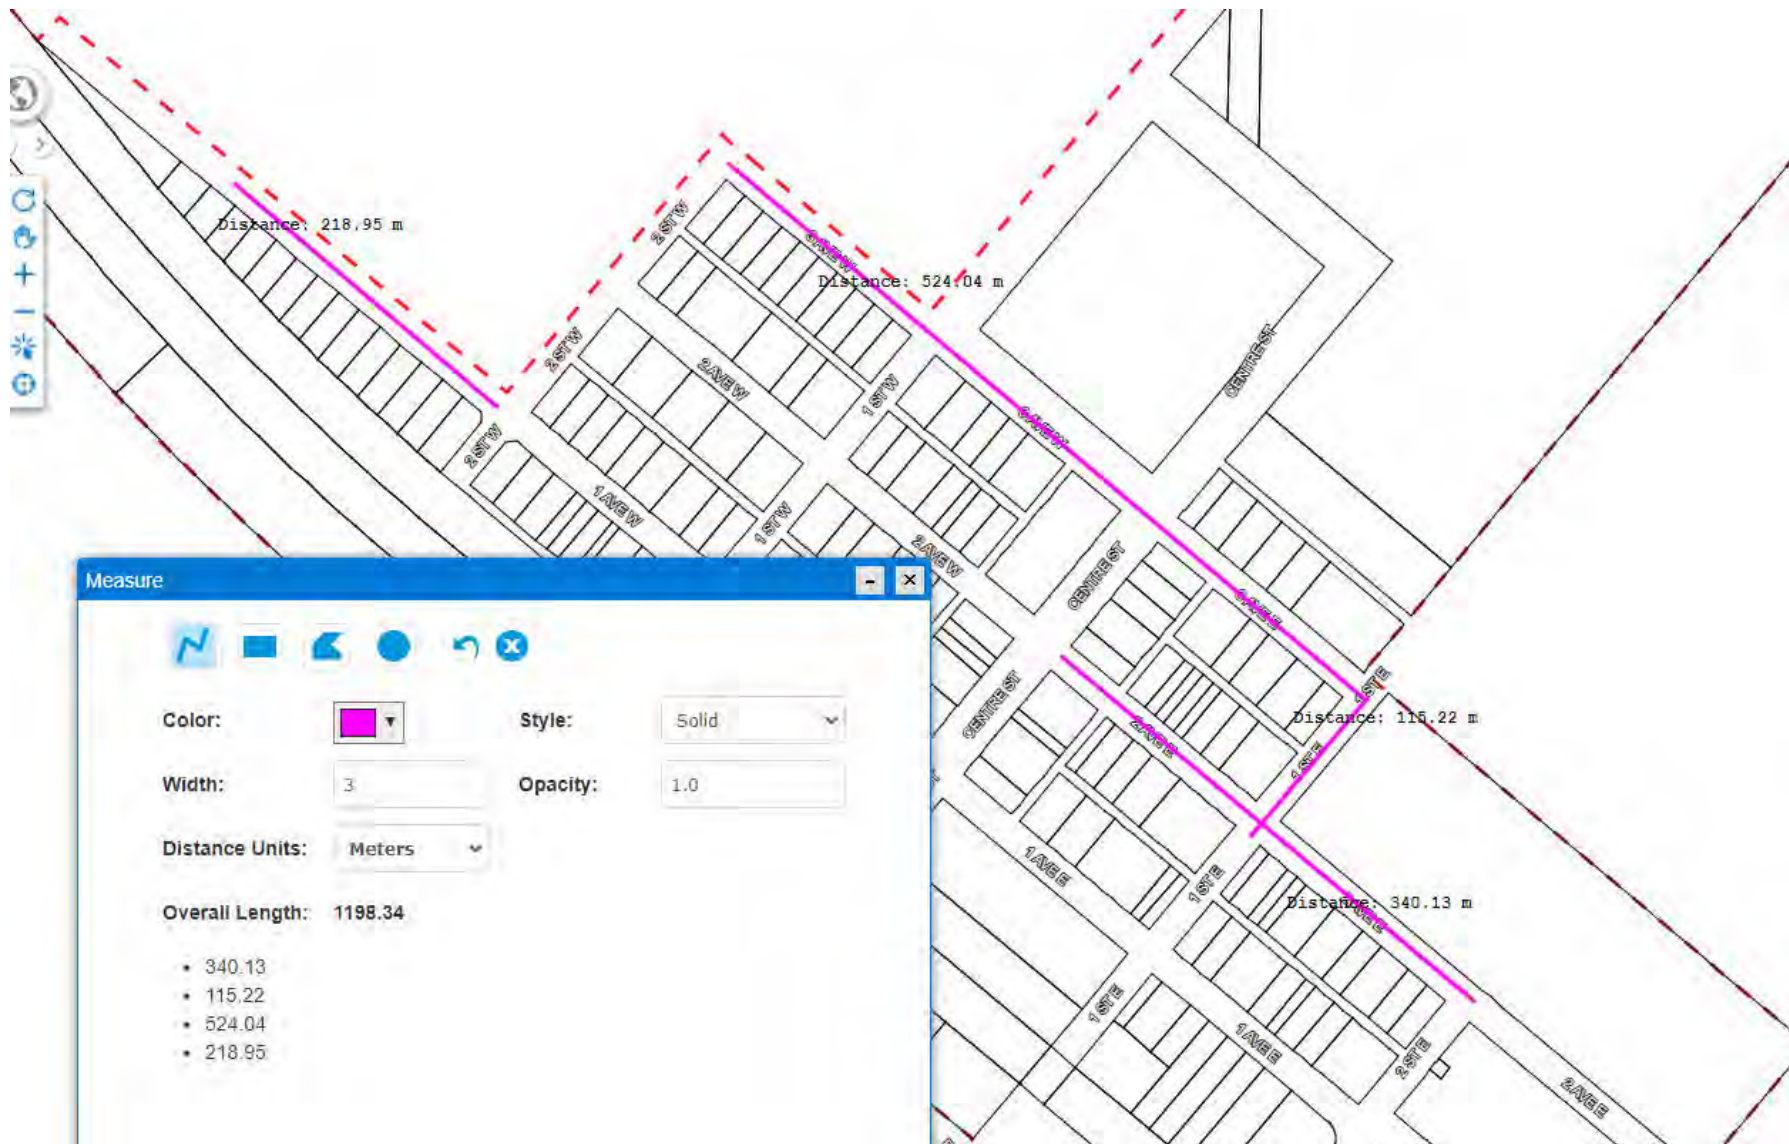 Distance: 218.95 m
2 ST W
3 AVE W
Distance: 524.04 m
2 ST W
2 AVE W
1 ST W
CENTRE ST
3 AVE W
2 ST W
1 AVE W
1 ST W
2 AVE W
CENTRE ST
3 AVE E
CENTRE ST
2 AVE E
1 ST E
Distance: 115.22 m
1 ST E
1 AVE E
1 ST E
Distance: 340.13 m
2 AVE E
1 ST E
1 AVE E
2 ST E
2 AVE E
Measure
Color:
Style: Solid
Width: 3
Opacity: 1.0
Distance Units: Meters
Overall Length: 1198.34
• 340.13
• 115.22
• 524.04
• 218.95